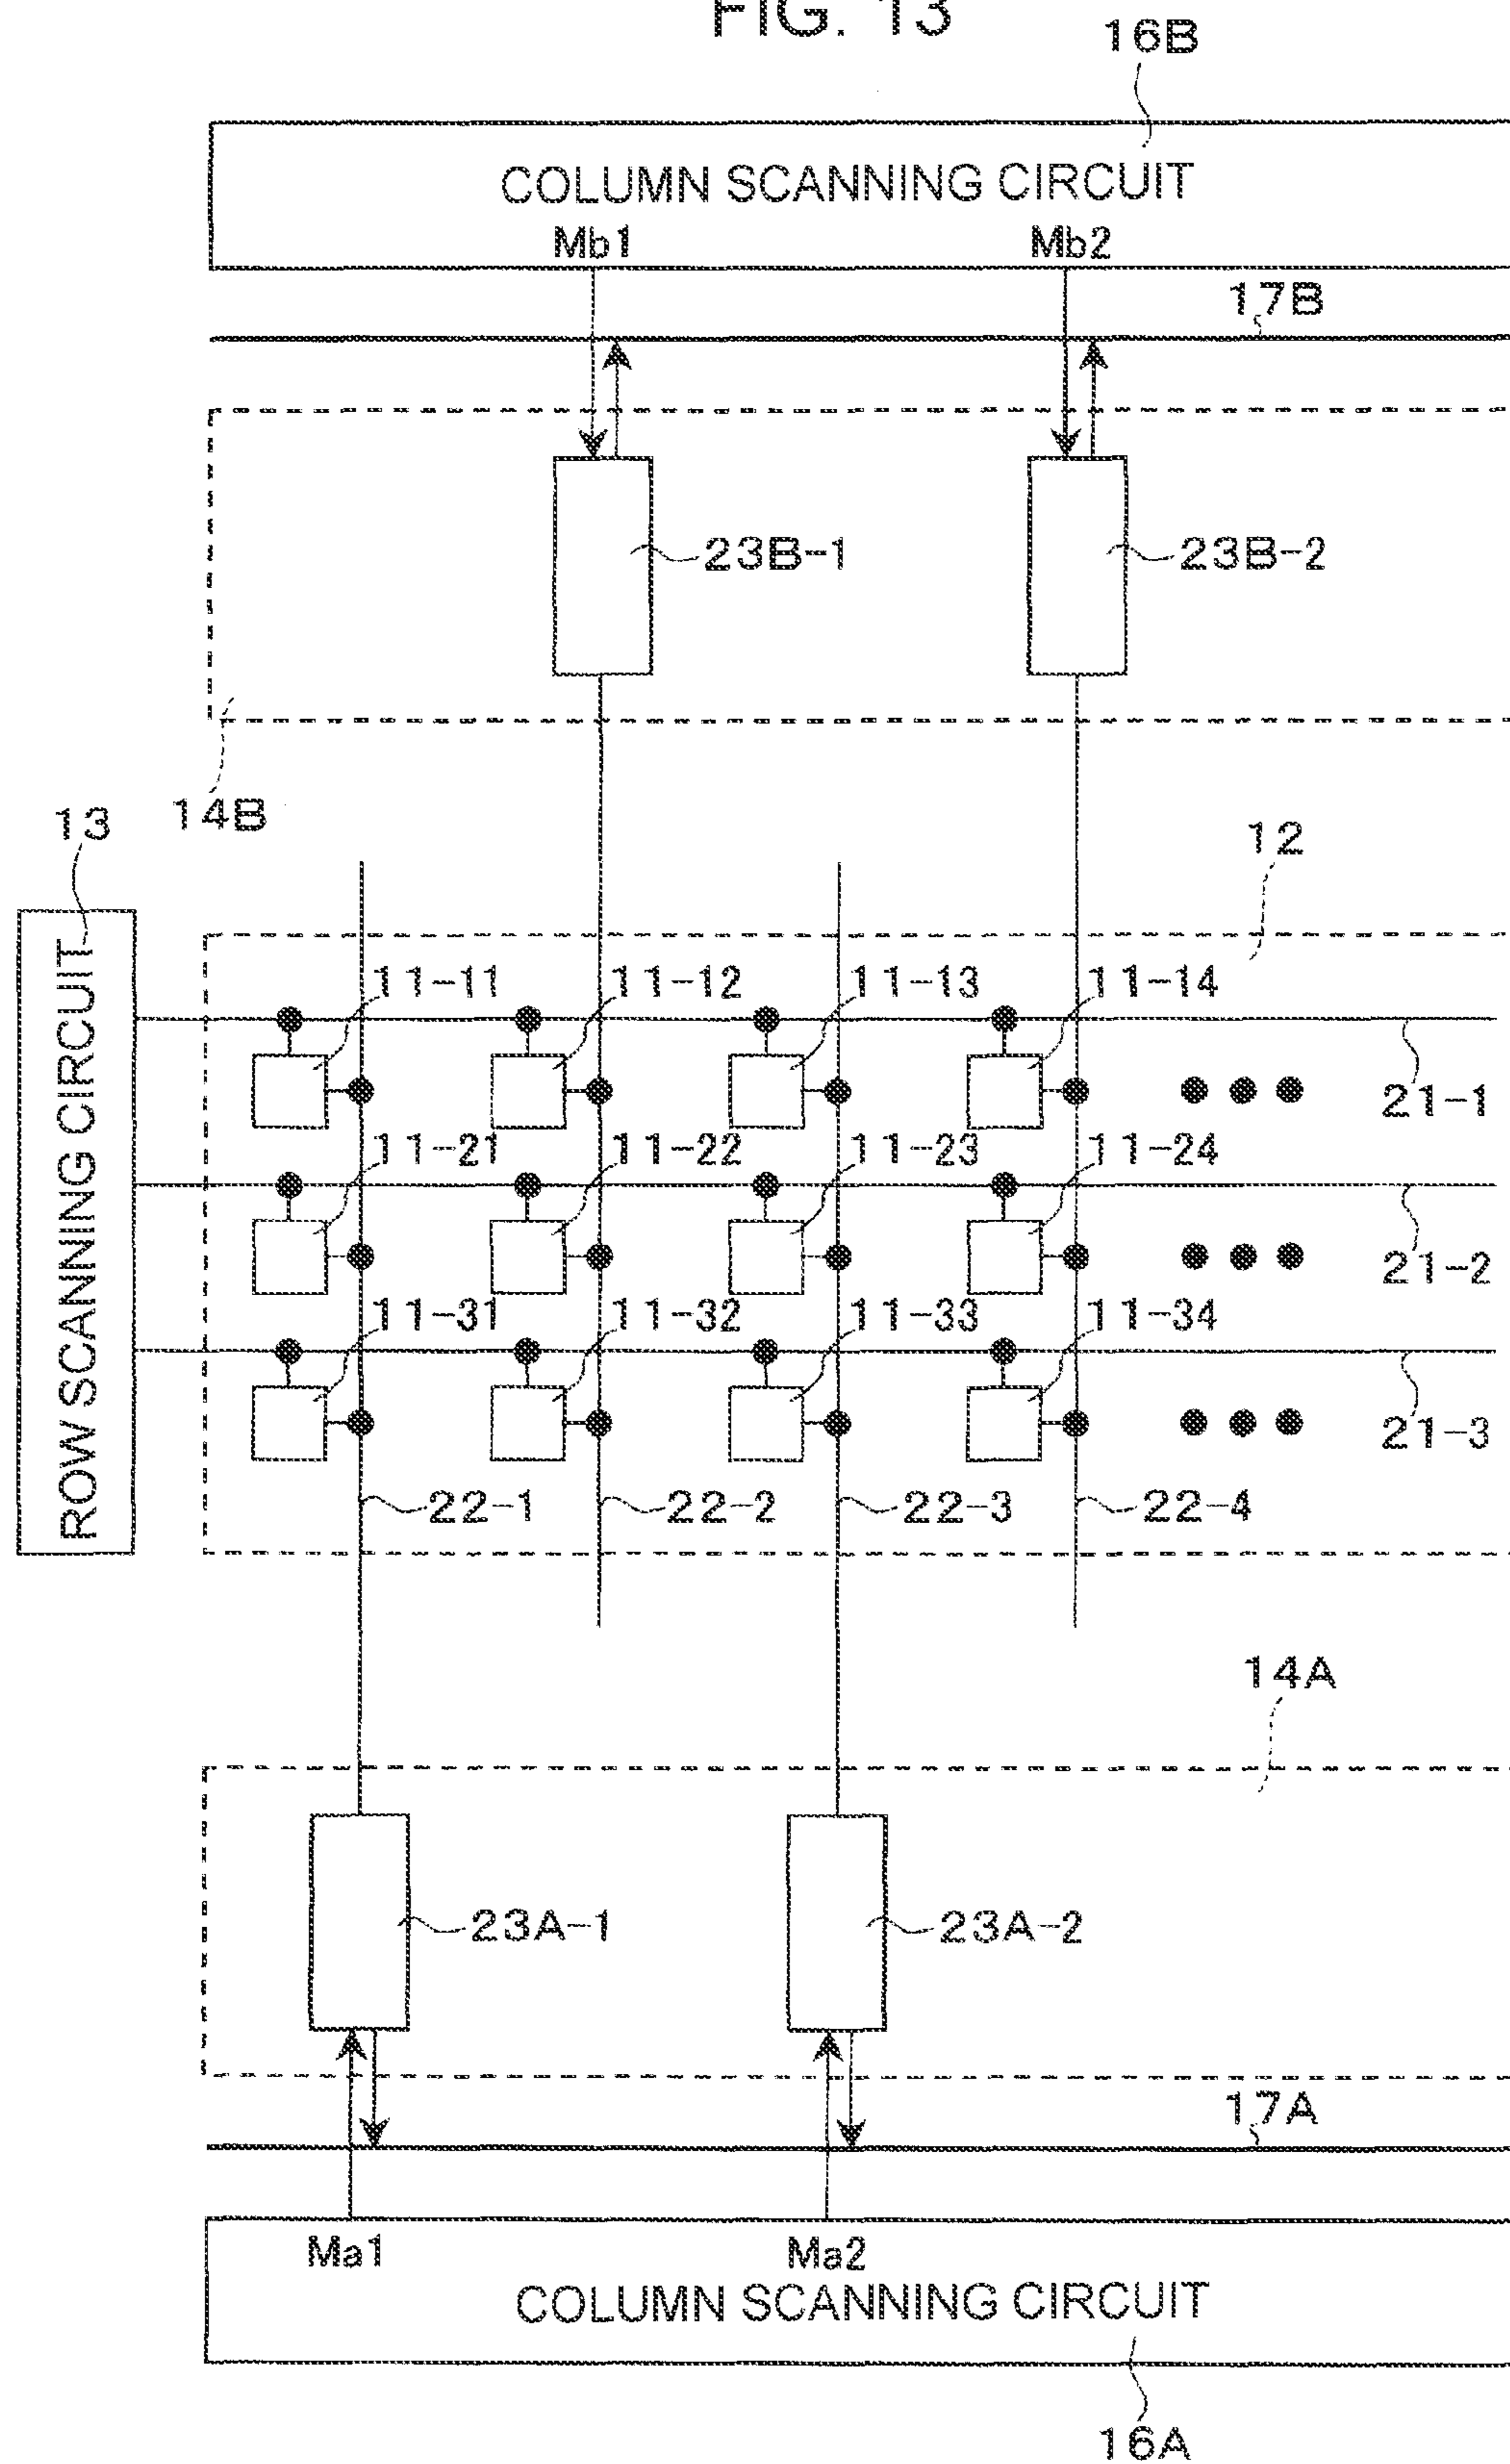 FIG. 13
16B
COLUMN SCANNING CIRCUIT
Mb1 Mb2
17B
23B-1 23B-2
14B
13
12
ROW SCANNING CIRCUIT
11-11 11-12 11-13 11-14
21-1
11-21 11-22 11-23 11-24
21-2
11-31 11-32 11-33 11-34
21-3
22-1 22-2 22-3 22-4
14A
23A-1 23A-2
17A
Ma1 Ma2
COLUMN SCANNING CIRCUIT
16A